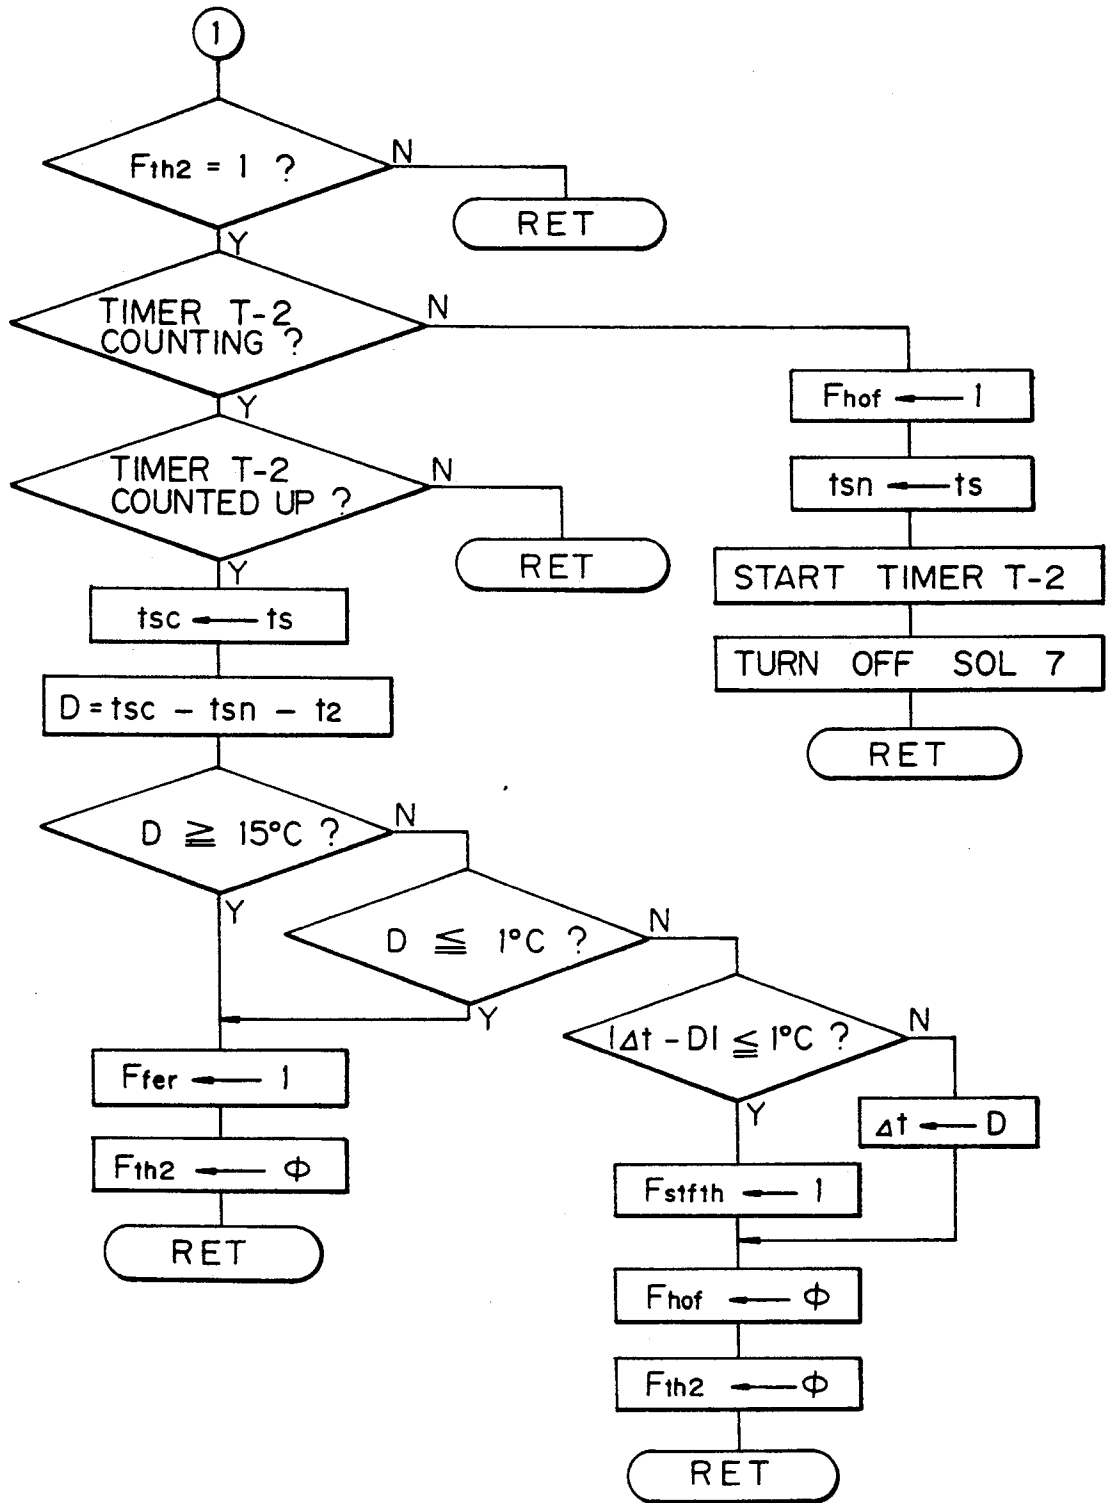 1
Fth2 = 1 ?
N
RET
Y
TIMER T-2
COUNTING ?
N
Y
Fhof ← 1
TIMER T-2
COUNTED UP ?
N
tsn ← ts
RET
Y
START TIMER T-2
tsc ← ts
TURN OFF SOL 7
D = tsc - tsn - t2
RET
D ≧ 15°C ?
N
Y
D ≦ 1°C ?
N
Y
|Δt - D| ≦ 1°C ?
N
Y
Ffer ← 1
Δt ← D
Fth2 ← ϕ
Fstfth ← 1
RET
Fhof ← ϕ
Fth2 ← ϕ
RET